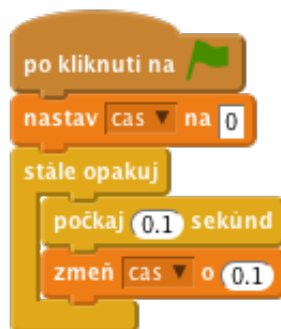 po kliknutí na
nastav cas na 0
stále opakuj
počkaj 0.1 sekúnd
zmeň cas o 0.1